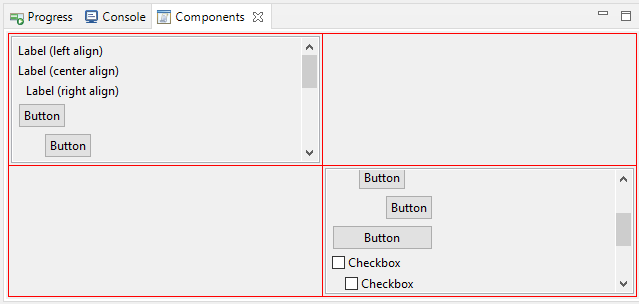 Progress Console Components
Label (left align)
Label (center align)
Label (right align)
Button
Button
Button
Button
Button
Checkbox
Checkbox